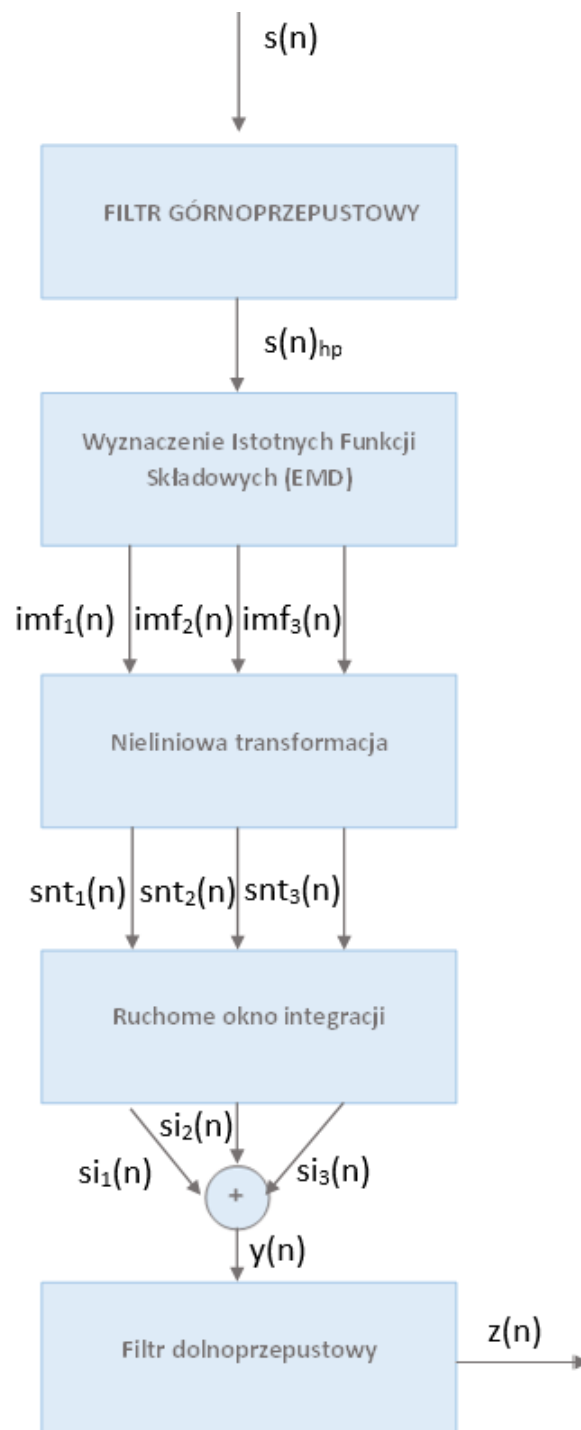 s(n)
FILTR GÓRNOPRZEPUSTOWY
s(n)hp
Wyznaczenie Istotnych Funkcji
Składowych (EMD)
imf₁(n) imf₂(n) imf₃(n)
Nieliniowa transformacja
snt₁(n) snt₂(n) snt₃(n)
Ruchome okno integracji
si₂(n)
si₁(n) si₃(n)
+
y(n)
Filtr dolnoprzepustowy
z(n)